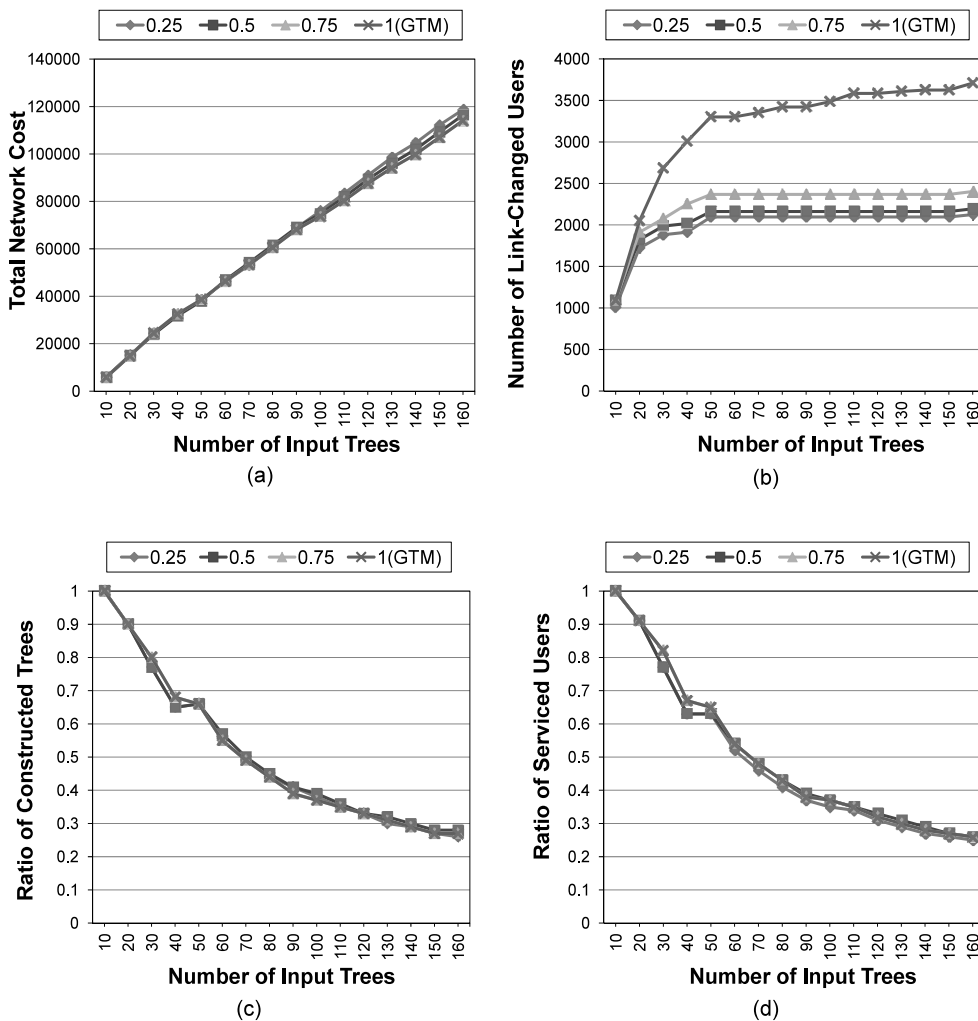 0.25 0.5 0.75 1(GTM)
140000
120000
100000
80000
60000
40000
20000
0
Total Network Cost
10 20 30 40 50 60 70 80 90 100 110 120 130 140 150 160
Number of Input Trees
(a)
0.25 0.5 0.75 1(GTM)
4000
3500
3000
2500
2000
1500
1000
500
0
Number of Link-Changed Users
10 20 30 40 50 60 70 80 90 100 110 120 130 140 150 160
Number of Input Trees
(b)
0.25 0.5 0.75 1(GTM)
1
0.9
0.8
0.7
0.6
0.5
0.4
0.3
0.2
0.1
0
Ratio of Constructed Trees
10 20 30 40 50 60 70 80 90 100 110 120 130 140 150 160
Number of Input Trees
(c)
0.25 0.5 0.75 1(GTM)
1
0.9
0.8
0.7
0.6
0.5
0.4
0.3
0.2
0.1
0
Ratio of Serviced Users
10 20 30 40 50 60 70 80 90 100 110 120 130 140 150 160
Number of Input Trees
(d)